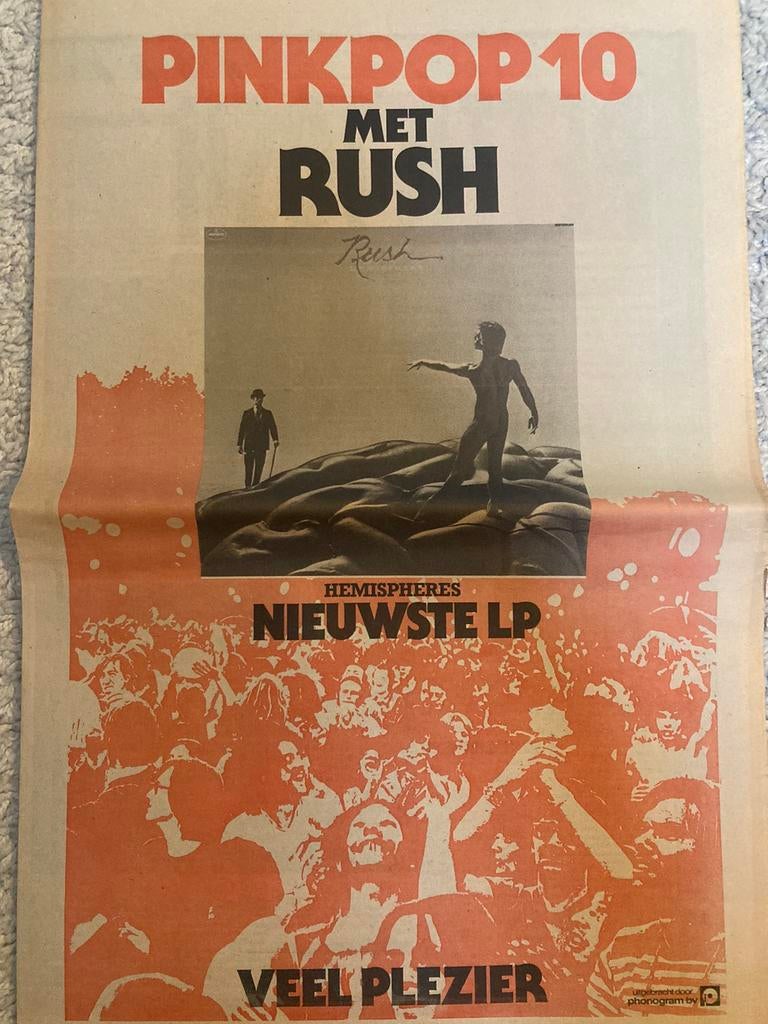 PINKPOP 10
MET
RUSH
Rush
HEMISPHERES
NIEUWSTE LP
VEEL PLEZIER
uitgebracht door
phonogram bv